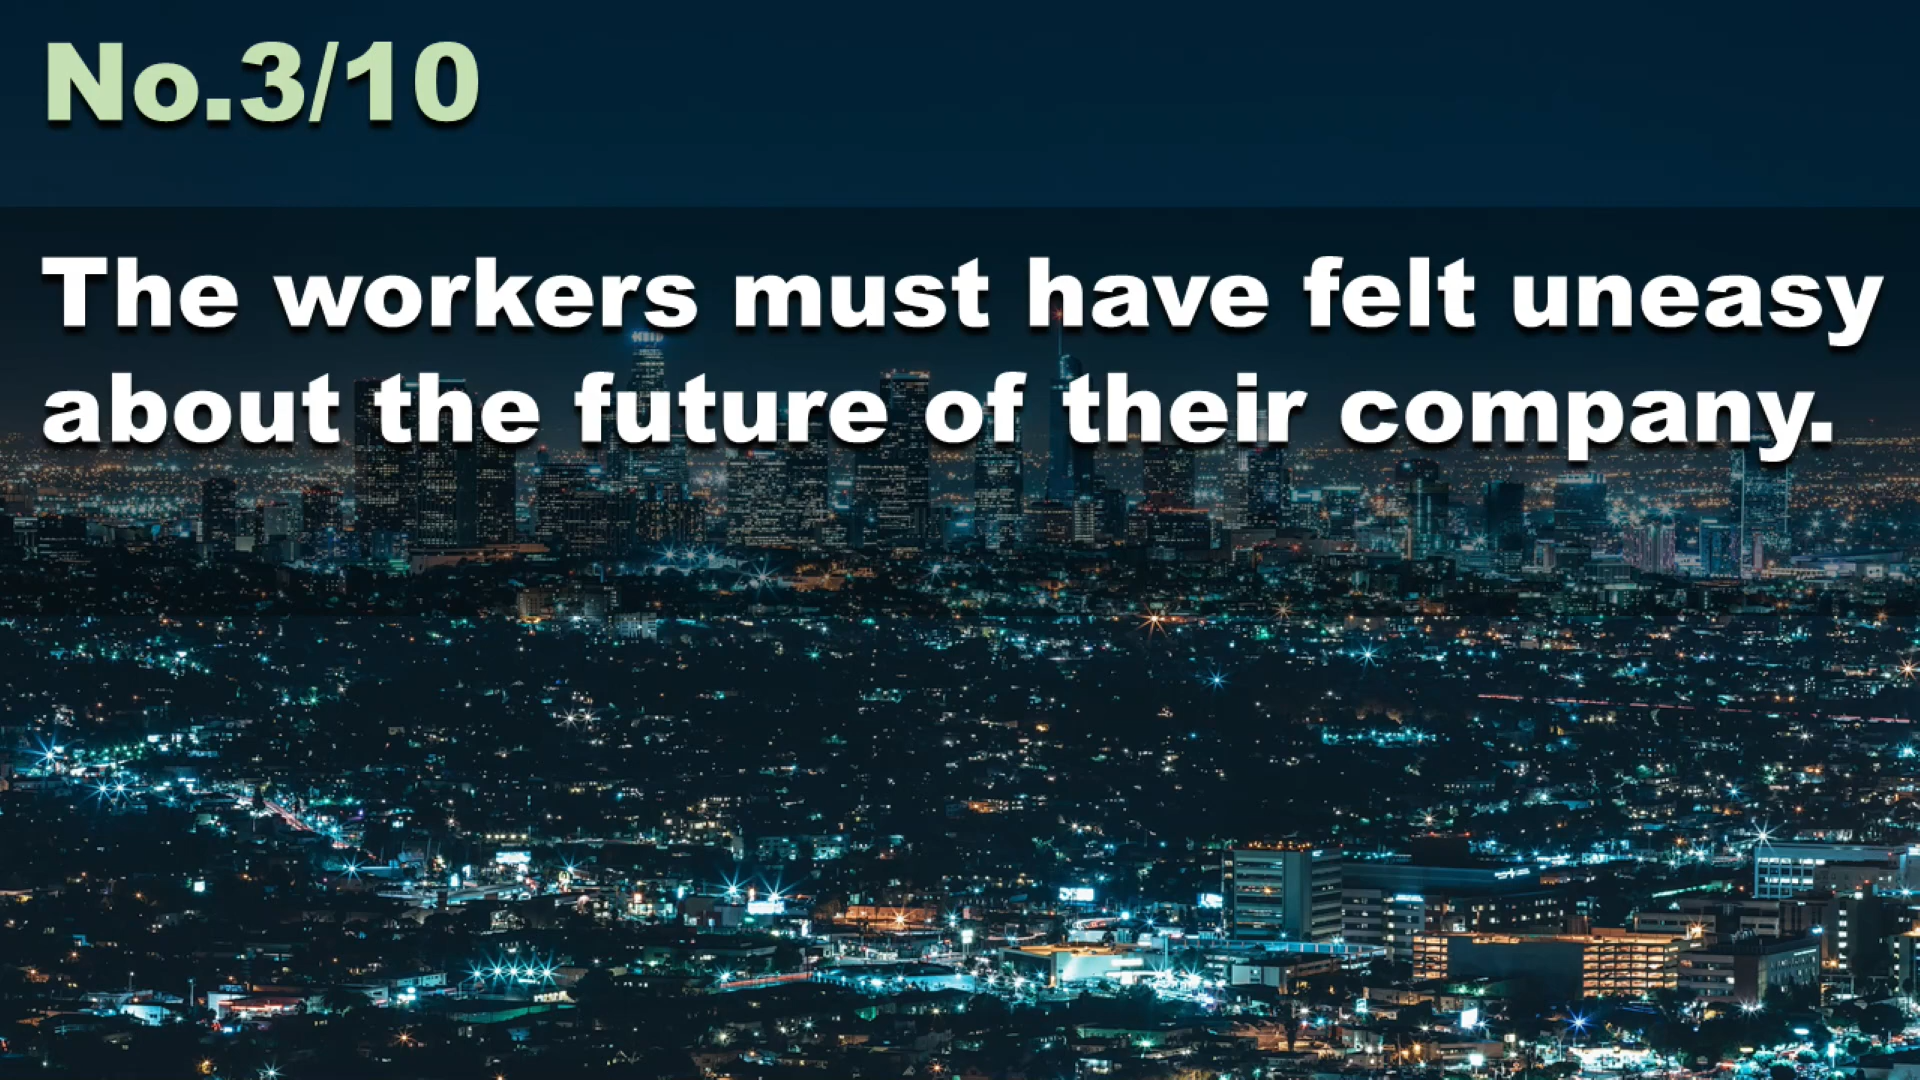 No.3/10
The workers must have felt uneasy
about the future of their company.